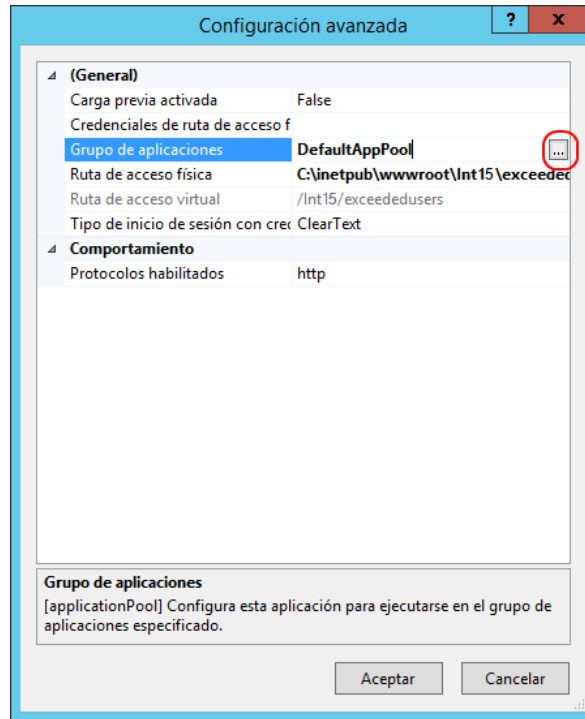 Configuración avanzada
? x
(General)
Carga previa activada False
Credenciales de ruta de acceso f
Grupo de aplicaciones DefaultAppPool ...
Ruta de acceso física C:\inetpub\wwwroot\Int15\exceeded
Ruta de acceso virtual /Int15/exceededusers
Tipo de inicio de sesión con crec ClearText
Comportamiento
Protocolos habilitados http
Grupo de aplicaciones
[applicationPool] Configura esta aplicación para ejecutarse en el grupo de
aplicaciones especificado.
Aceptar Cancelar